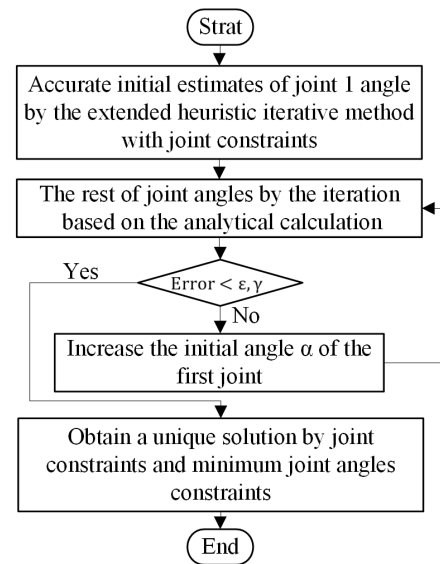 Strat
Accurate initial estimates of joint 1 angle
by the extended heuristic iterative method
with joint constraints
The rest of joint angles by the iteration
based on the analytical calculation
Yes
Error < ε, γ
No
Increase the initial angle α of the
first joint
Obtain a unique solution by joint
constraints and minimum joint angles
constraints
End